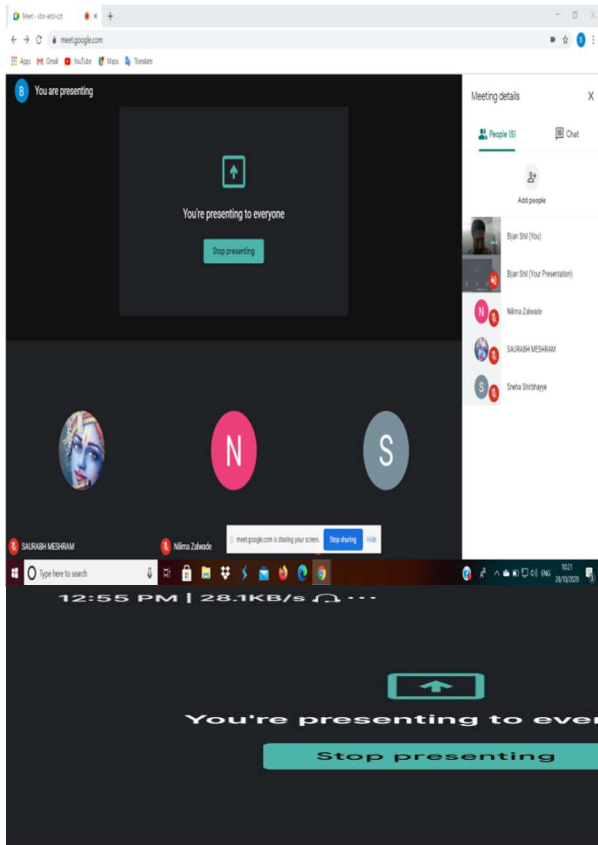 Meet - vbn-wrtd-czt
meet.google.com
Apps Gmail YouTube Maps Translate
B You are presenting
Meeting details X
People (5) Chat
Add people
You're presenting to everyone
Stop presenting
Bijan Shil (You)
Bijan Shil (Your Presentation)
N Nilima Zalwade
SAURABH MESHRAM
S Sneha Shirbhayye
N S
SAURABH MESHRAM Nilima Zalwade
meet.google.com is sharing your screen. Stop sharing Hide
Type here to search
ENG 10:21
28/10/2020
12:55 PM | 28.1KB/s
You're presenting to ever
Stop presenting